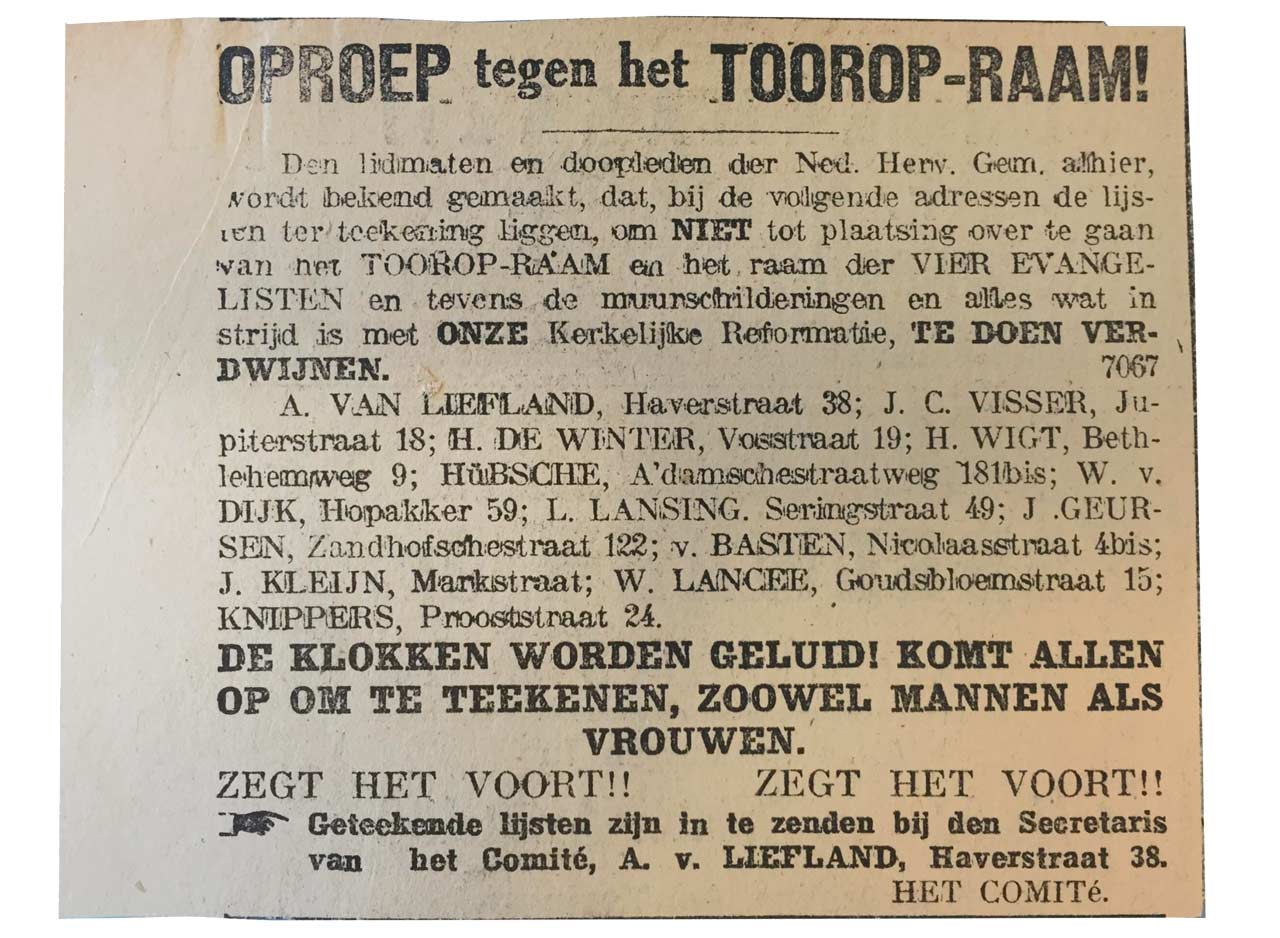 OPROEP tegen het TOOROP-RAAM!
Den lidmaten en doopleden der Ned. Herv. Gem. alhier,
wordt bekend gemaakt, dat, bij de volgende adressen de lijs-
ten ter teekening liggen, om NIET tot plaatsing over te gaan
van het TOOROP-RAAM en het raam der VIER EVANGE-
LISTEN en tevens de muurschilderingen en alles wat in
strijd is met ONZE Kerkelijke Reformatie, TE DOEN VER-
DWIJNEN. 7067
A. VAN LIEFLAND, Haverstraat 38; J. C. VISSER, Ju-
piterstraat 18; H. DE WINTER, Vosstraat 19; H. WIGT, Beth-
lehemweg 9; HüBSCHE, A'damschestraatweg 181bis; W. v.
DIJK, Hopakker 59; L. LANSING. Seringstraat 49; J .GEUR-
SEN, Zandhofschestraat 122; v. BASTEN, Nicolaasstraat 4bis;
J. KLEIJN, Markstraat; W. LANCEE, Goudsbloemstraat 15;
KNIPPERS, Prooststraat 24.
DE KLOKKEN WORDEN GELUID! KOMT ALLEN
OP OM TE TEEKENEN, ZOOWEL MANNEN ALS
VROUWEN.
ZEGT HET VOORT!! ZEGT HET VOORT!!
Geteekende lijsten zijn in te zenden bij den Secretaris
van het Comité, A. v. LIEFLAND, Haverstraat 38.
HET COMITé.